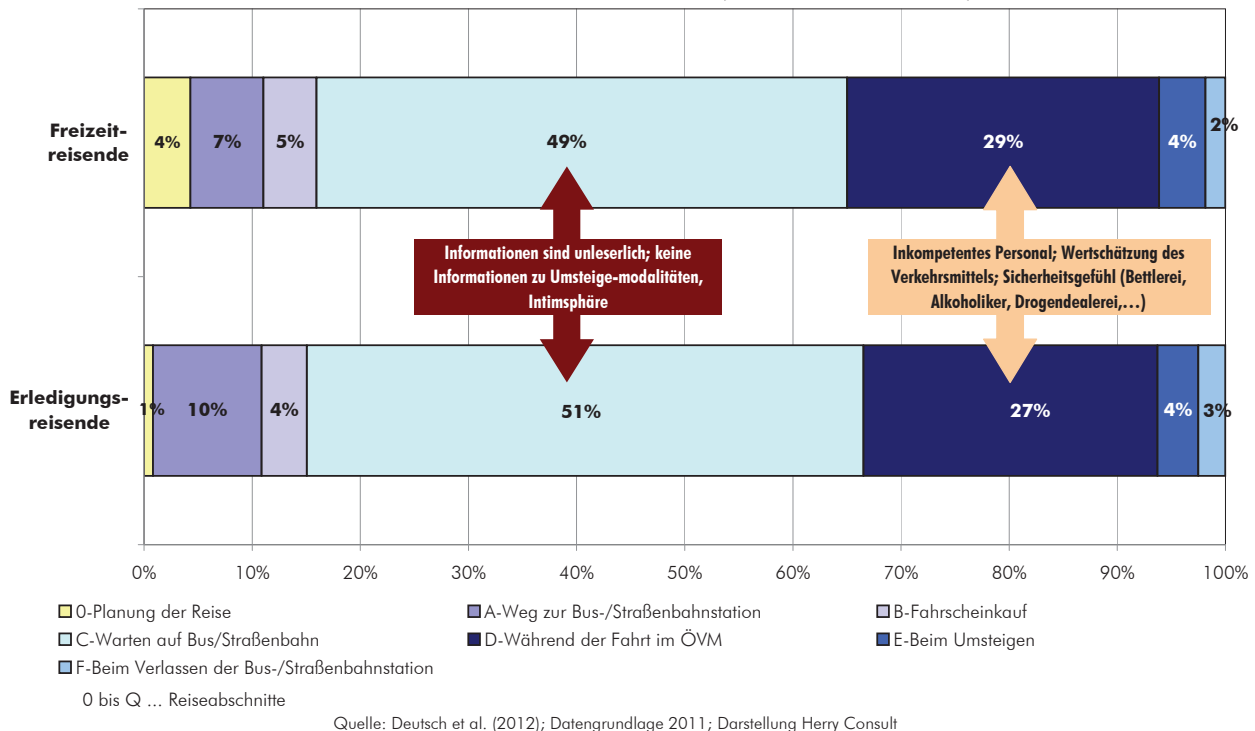 Freizeit-
reisende
4%
7%
5%
49%
29%
4%
2%
Informationen sind unleserlich; keine
Informationen zu Umsteige-modalitäten,
Intimsphäre
Inkompetentes Personal; Wertschätzung des
Verkehrsmittels; Sicherheitsgefühl (Bettlerei,
Alkoholiker, Drogendealerei,…)
Erledigungs-
reisende
1%
10%
4%
51%
27%
4%
3%
0% 10% 20% 30% 40% 50% 60% 70% 80% 90% 100%
0-Planung der Reise A-Weg zur Bus-/Straßenbahnstation B-Fahrscheinkauf
C-Warten auf Bus/Straßenbahn D-Während der Fahrt im ÖVM E-Beim Umsteigen
F-Beim Verlassen der Bus-/Straßenbahnstation
0 bis Q ... Reiseabschnitte
Quelle: Deutsch et al. (2012); Datengrundlage 2011; Darstellung Herry Consult